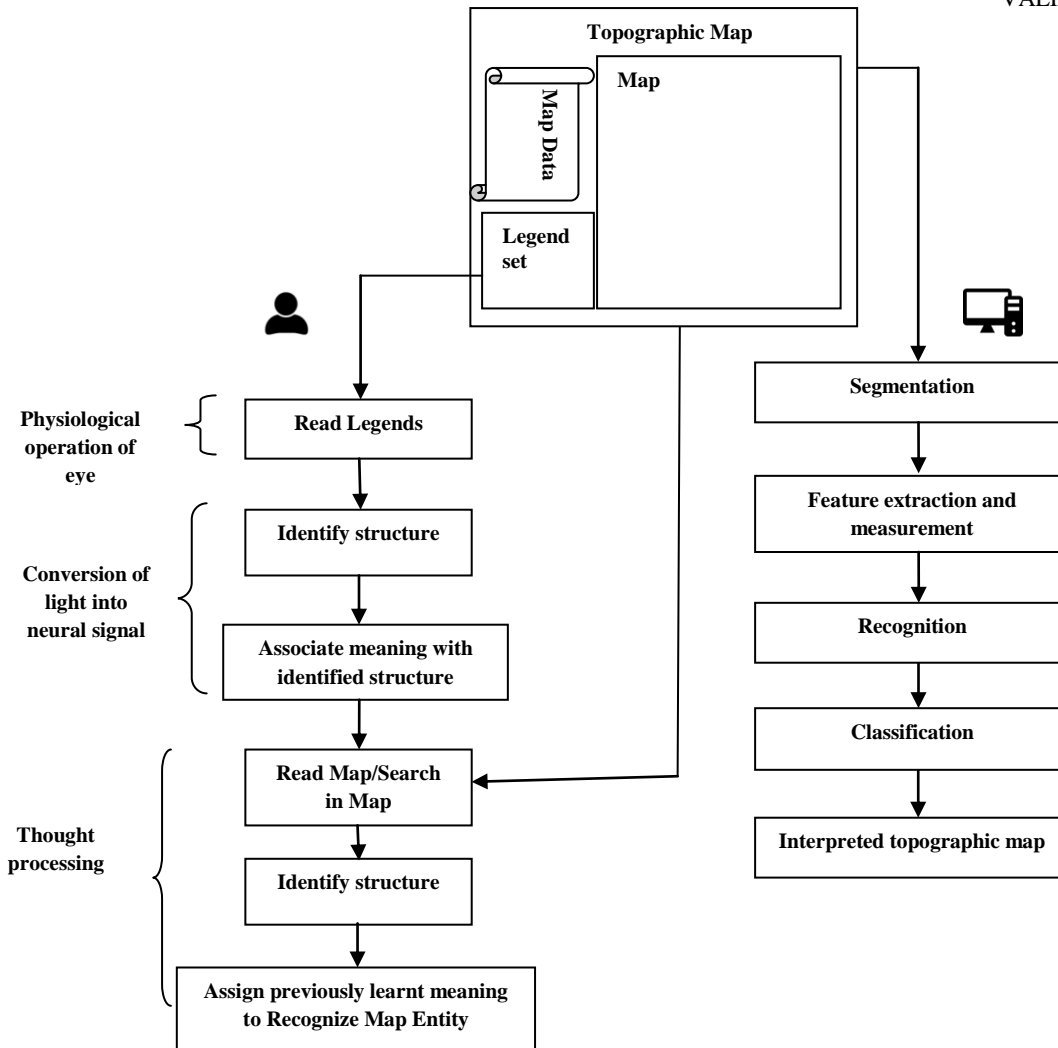 Topographic Map
Map Data
Map
Legend
set
Physiological
operation of
eye
Read Legends
Conversion of
light into
neural signal
Identify structure
Associate meaning with
identified structure
Thought
processing
Read Map/Search
in Map
Identify structure
Assign previously learnt meaning
to Recognize Map Entity
Segmentation
Feature extraction and
measurement
Recognition
Classification
Interpreted topographic map